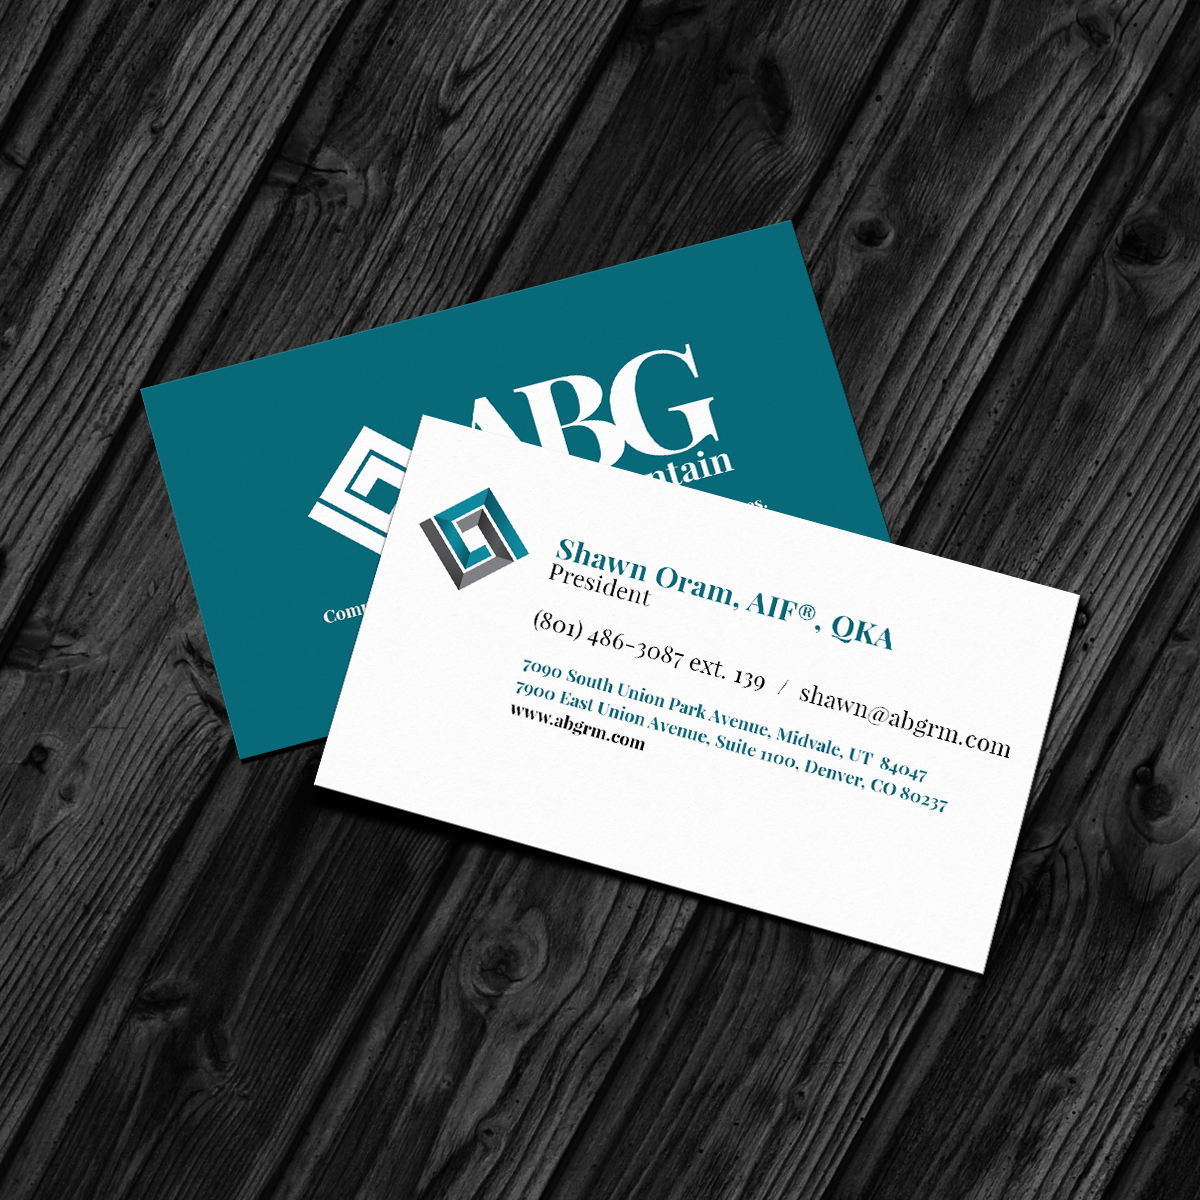 ABG
Shawn Oram, AIF®, QKA
President
(801) 486-3087 ext. 139 / shawn@abgrm.com
7090 South Union Park Avenue, Midvale, UT 84047
7900 East Union Avenue, Suite 1100, Denver, CO 80237
www.abgrm.com